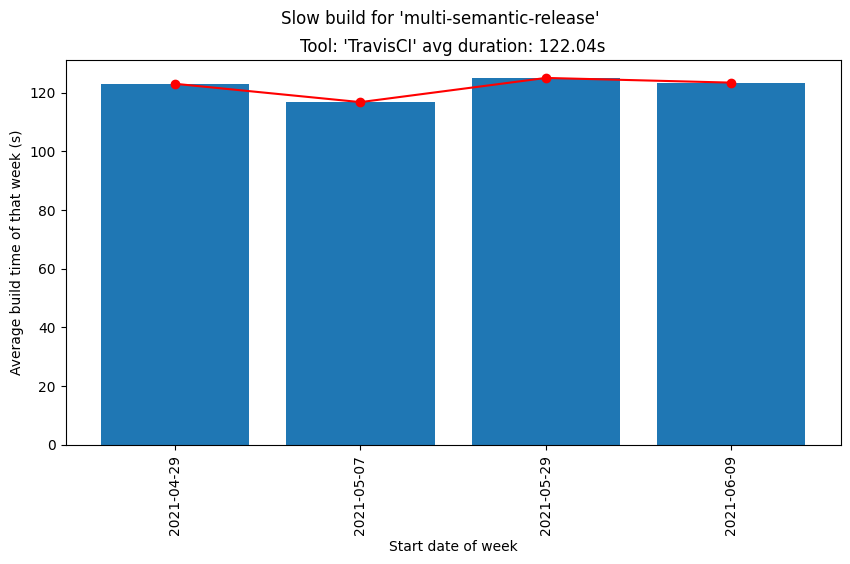 Slow build for 'multi-semantic-release'
Tool: 'TravisCI' avg duration: 122.04s
Average build time of that week (s)
120
100
80
60
40
20
0
2021-04-29
2021-05-07
2021-05-29
2021-06-09
Start date of week